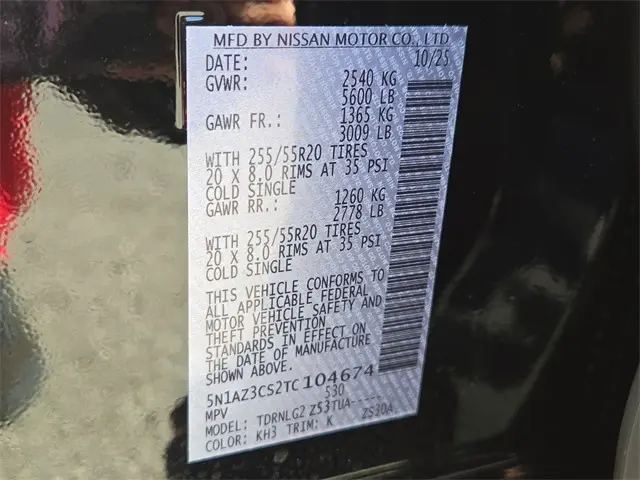 MFD BY NISSAN MOTOR CO., LTD
DATE: 10/25
GVWR: 2540 KG
5600 LB
GAWR FR.: 1365 KG
3009 LB
WITH 255/55R20 TIRES
20 X 8.0 RIMS AT 35 PSI
COLD SINGLE
GAWR RR.: 1260 KG
2778 LB
WITH 255/55R20 TIRES
20 X 8.0 RIMS AT 35 PSI
COLD SINGLE
THIS VEHICLE CONFORMS TO
ALL APPLICABLE FEDERAL
MOTOR VEHICLE SAFETY AND
THEFT PREVENTION
STANDARDS IN EFFECT ON
THE DATE OF MANUFACTURE
SHOWN ABOVE.
5N1AZ3CS2TC104674
MPV 530
MODEL: TDRNLG2 Z53TUA-----
COLOR: KH3 TRIM: K ZS30A